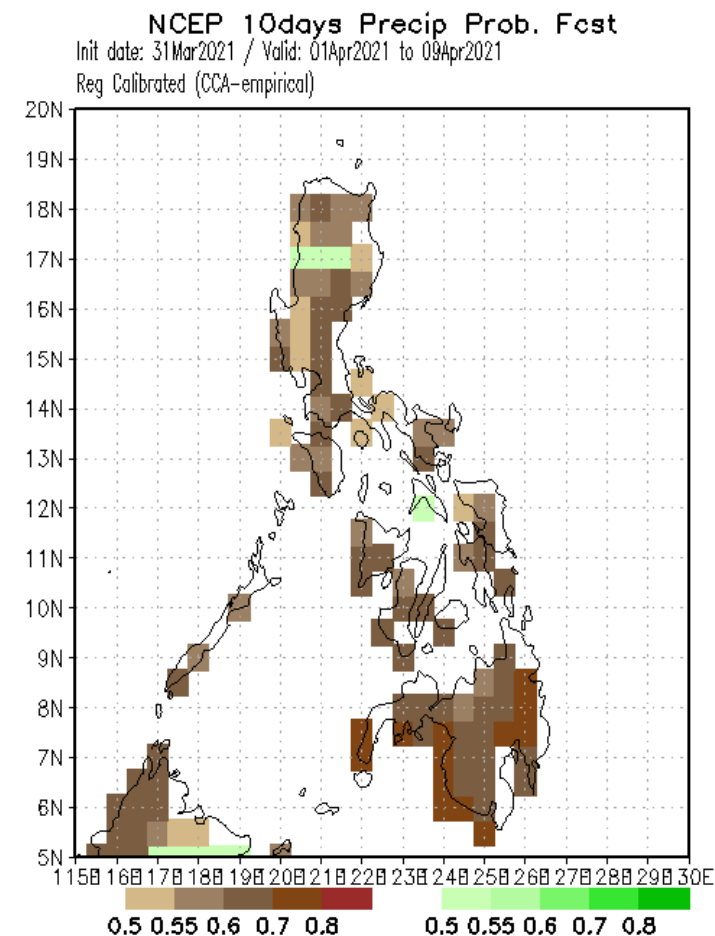 NCEP 10days Precip Prob. Fcst
Init date: 31Mar2021 / Valid: 01Apr2021 to 09Apr2021
Reg Calibrated (CCA-empirical)
20N
19N
18N
17N
16N
15N
14N
13N
12N
11N
10N
9N
8N
7N
6N
5N
115E 116E 117E 118E 119E 120E 121E 122E 123E 124E 125E 126E 127E 128E 129E 130E
0.5 0.55 0.6 0.7 0.8 0.5 0.55 0.6 0.7 0.8